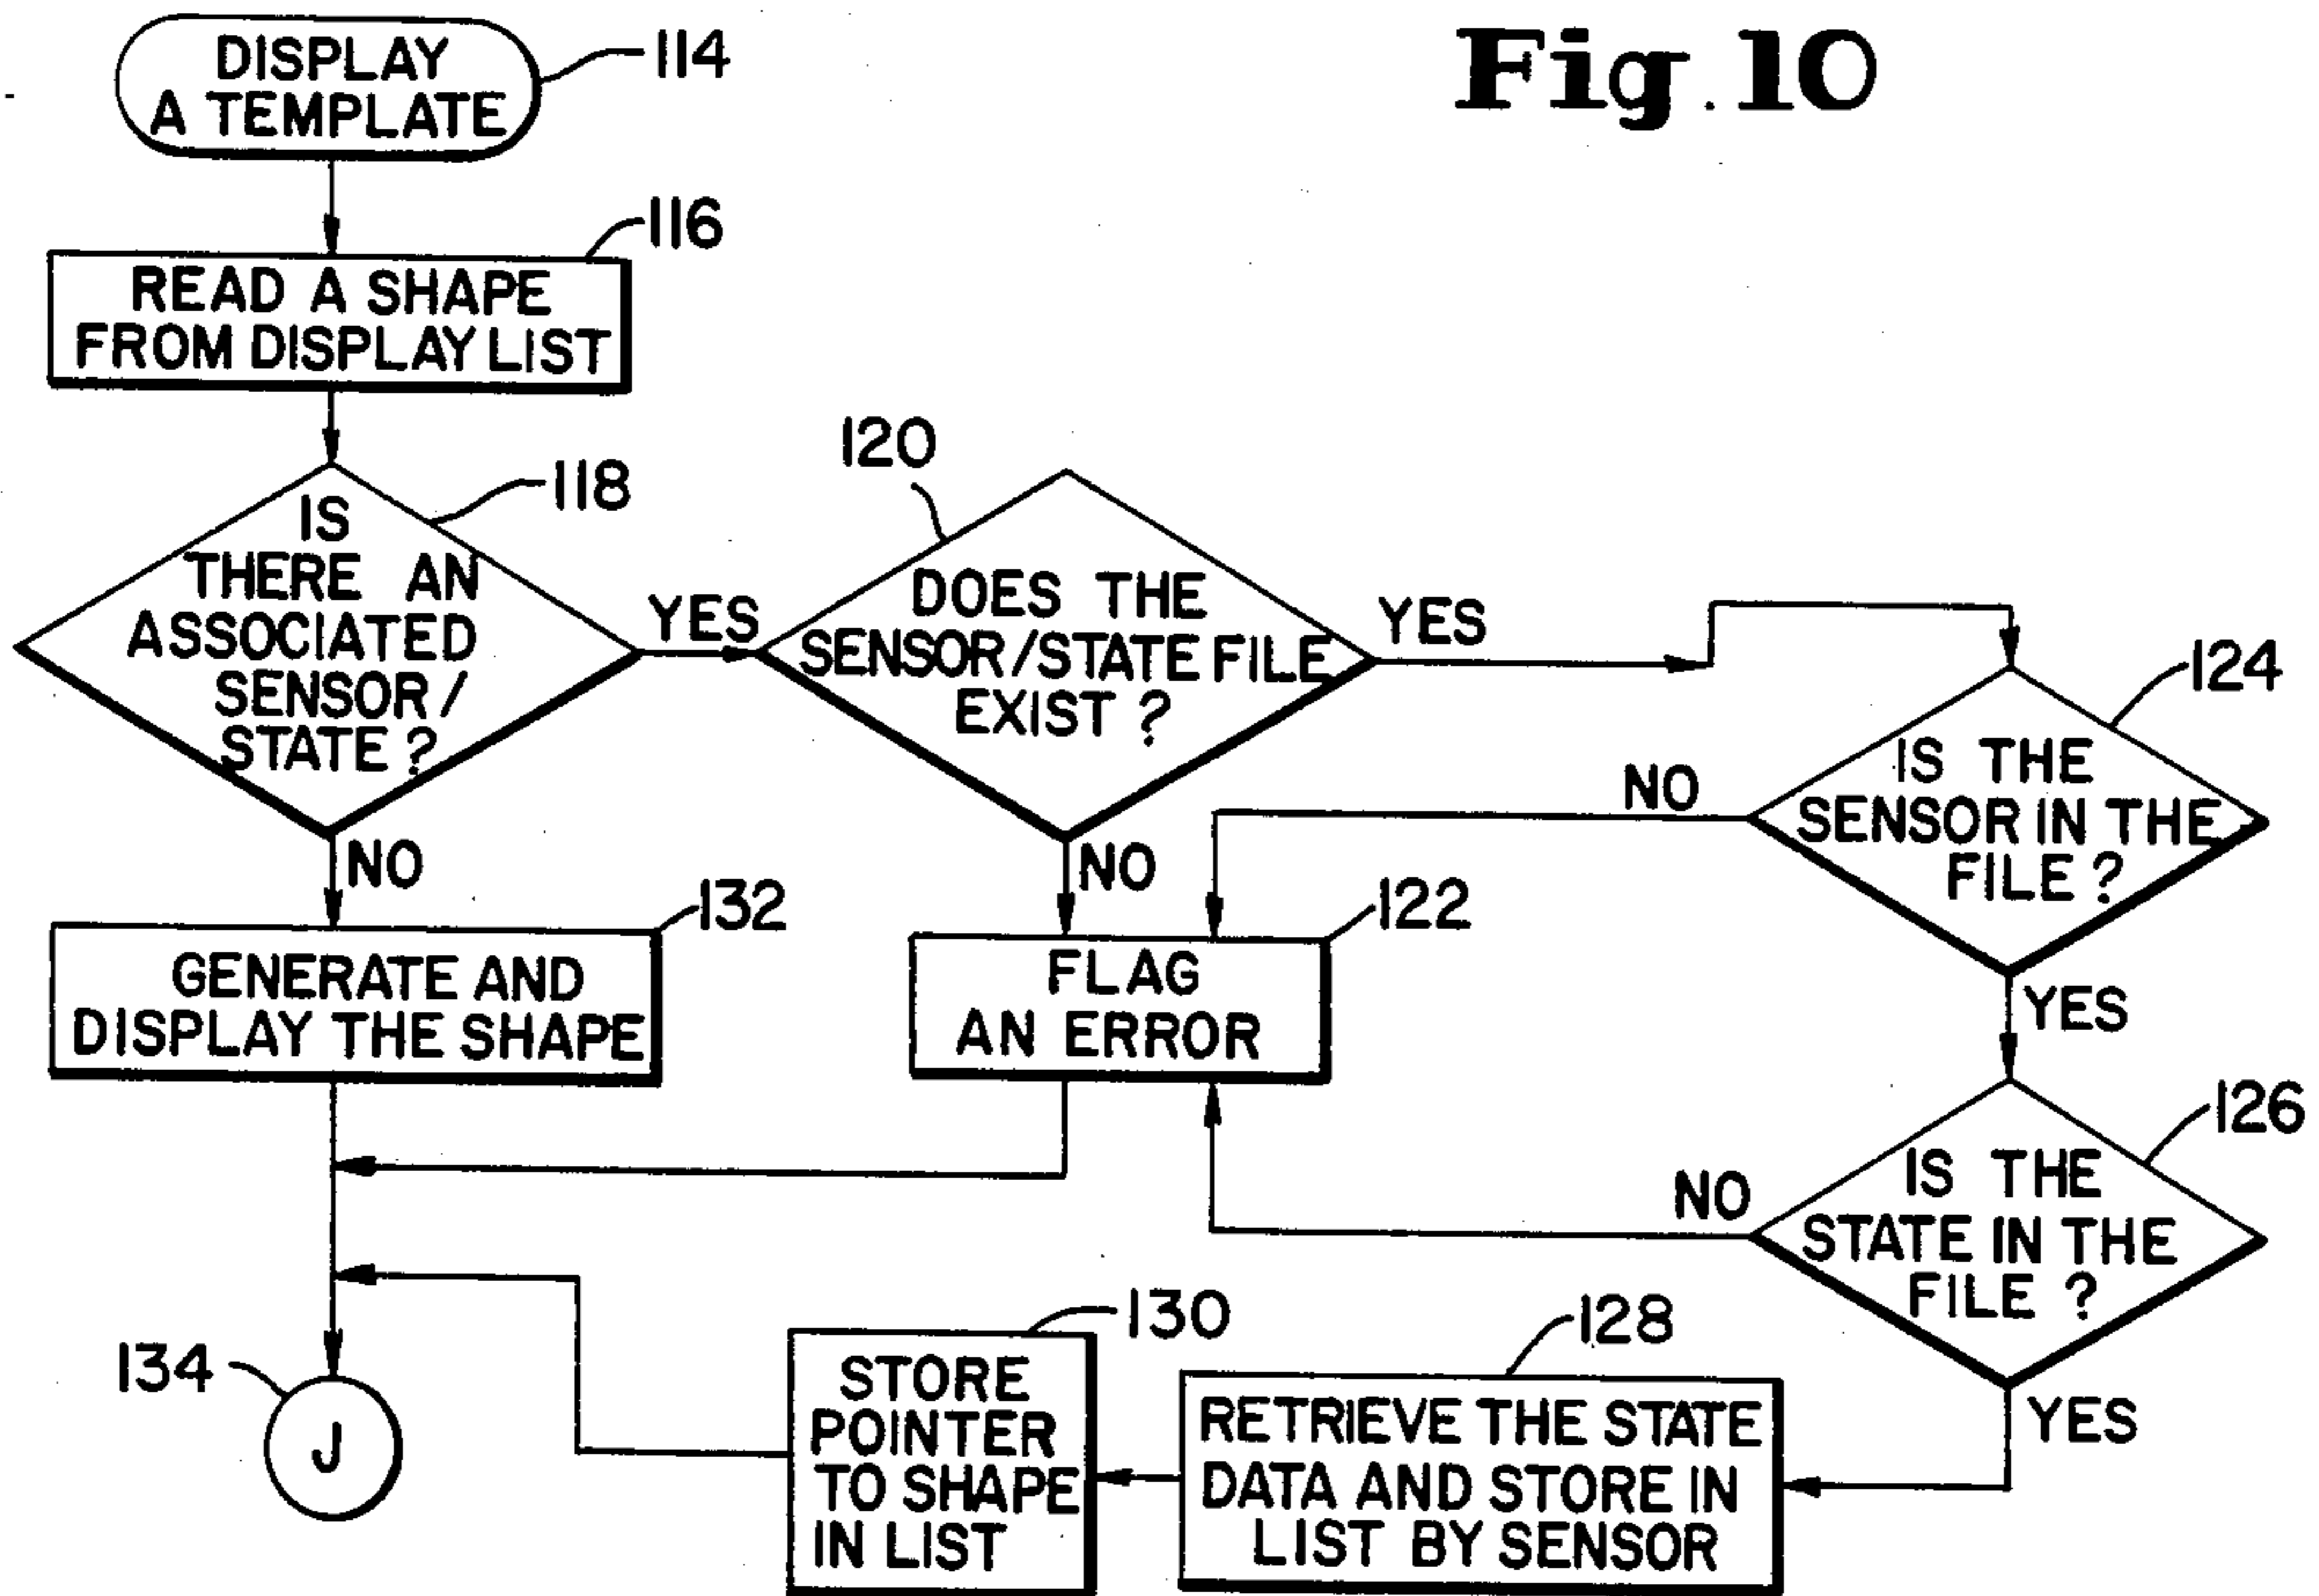 Fig. 10
DISPLAY
A TEMPLATE
114
READ A SHAPE
FROM DISPLAY LIST
116
IS
THERE AN
ASSOCIATED
SENSOR /
STATE ?
118
YES
NO
DOES THE
SENSOR/STATE FILE
EXIST ?
120
YES
NO
IS THE
SENSOR IN THE
FILE ?
124
NO
YES
GENERATE AND
DISPLAY THE SHAPE
132
FLAG
AN ERROR
122
IS THE
STATE IN THE
FILE ?
126
NO
YES
RETRIEVE THE STATE
DATA AND STORE IN
LIST BY SENSOR
128
STORE
POINTER
TO SHAPE
IN LIST
130
134
J